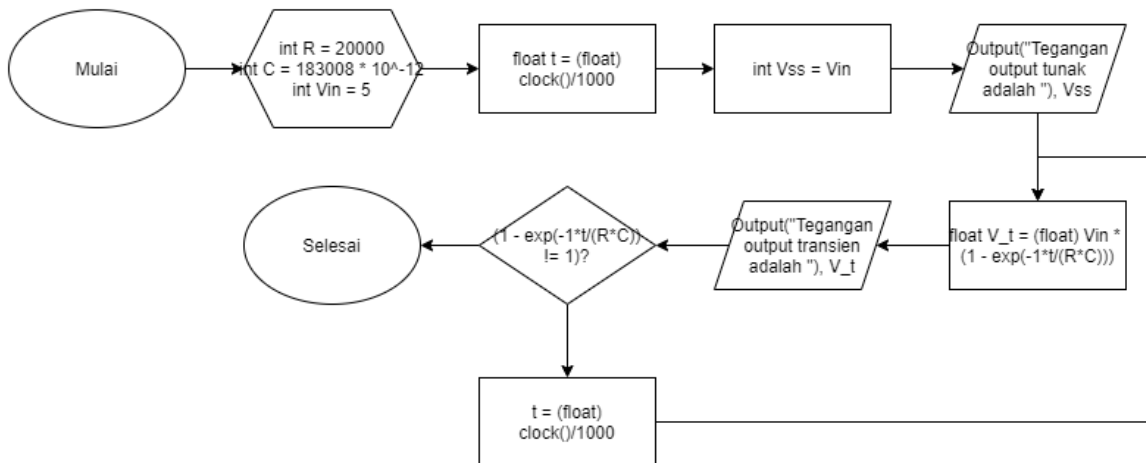 Mulai
int R = 20000
int C = 183008 * 10^-12
int Vin = 5
float t = (float)
clock()/1000
int Vss = Vin
Output("Tegangan
output tunak
adalah "), Vss
float V_t = (float) Vin *
(1 - exp(-1*t/(R*C)))
Output("Tegangan
output transien
adalah "), V_t
(1 - exp(-1*t/(R*C))
!= 1)?
Selesai
t = (float)
clock()/1000